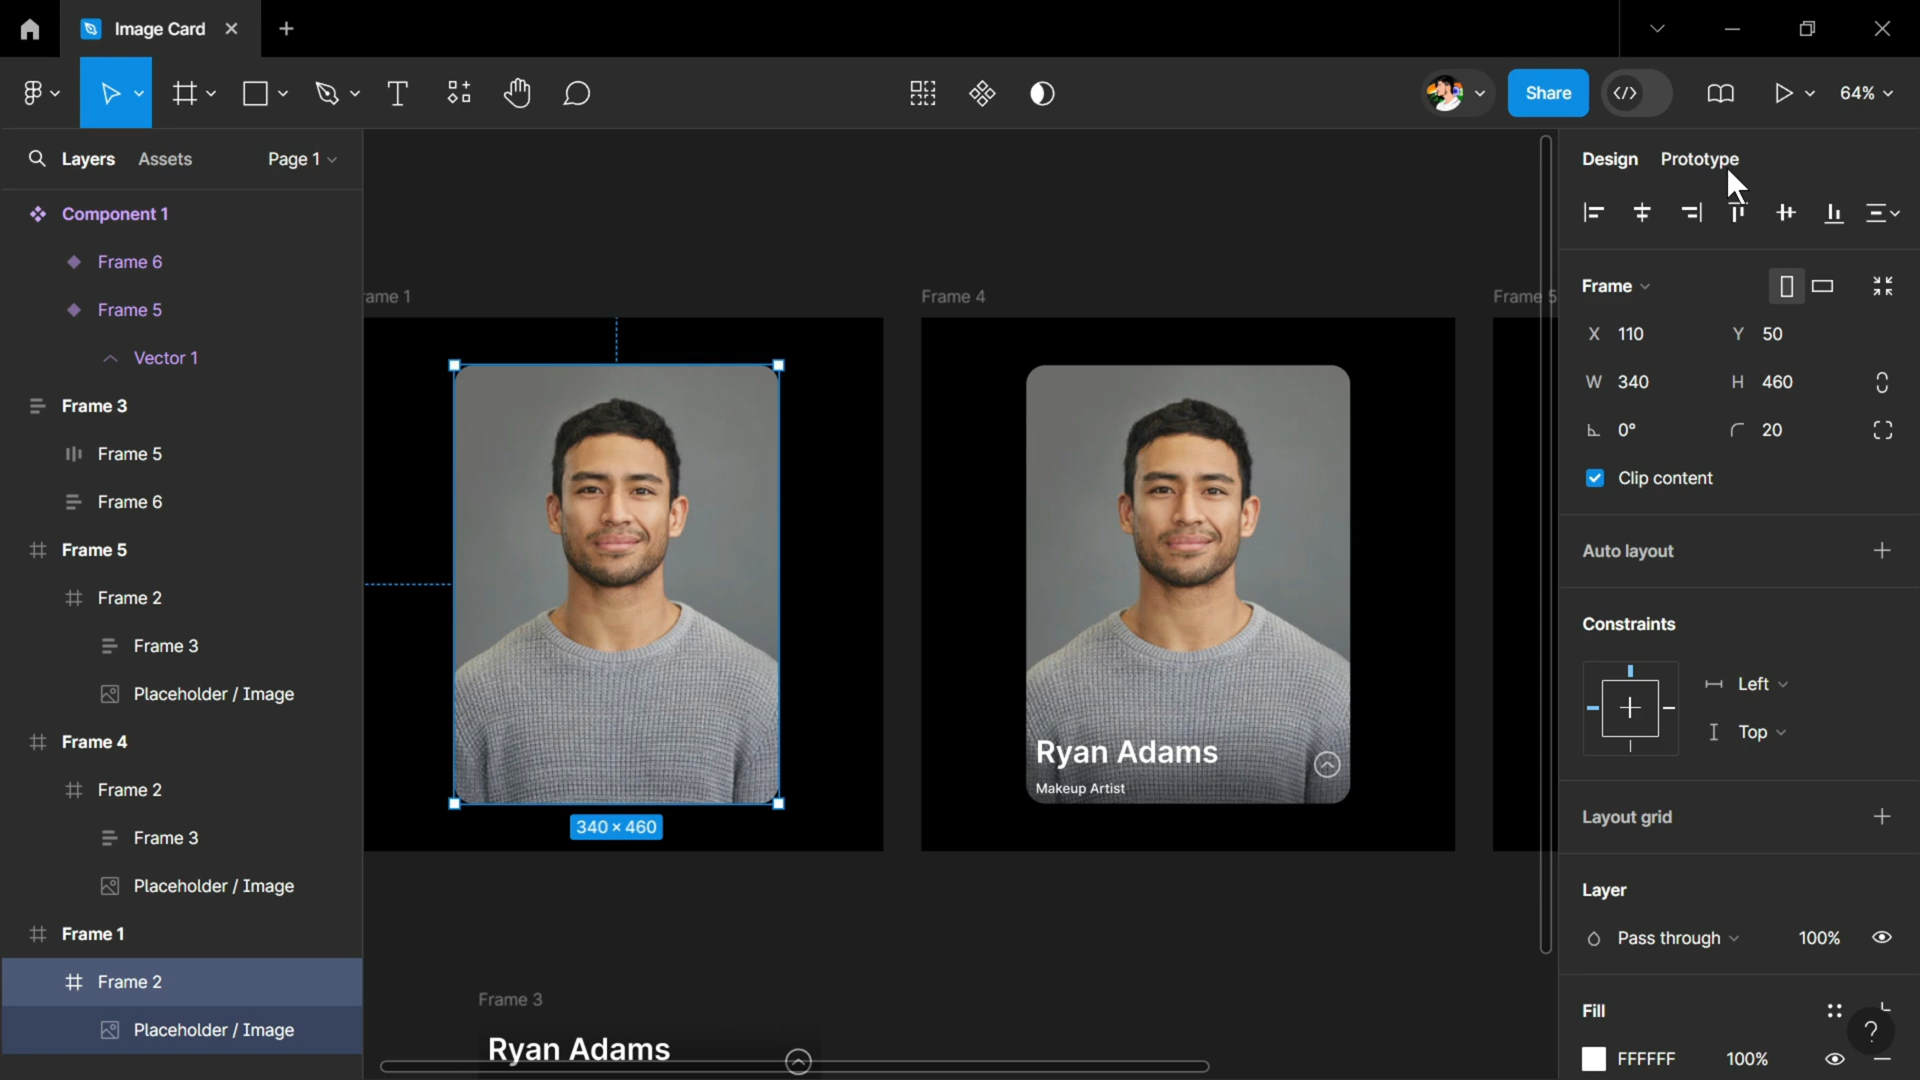 Image Card
Share
64%
Layers
Assets
Page 1
Component 1
Frame 6
Frame 5
Vector 1
Frame 3
Frame 5
Frame 6
Frame 5
Frame 2
Frame 3
Placeholder / Image
Frame 4
Frame 2
Frame 3
Placeholder / Image
Frame 1
Frame 2
Placeholder / Image
ame 1
340 × 460
Frame 4
Ryan Adams
Makeup Artist
Frame 5
Frame 3
Ryan Adams
Design
Prototype
Frame
X 110
Y 50
W 340
H 460
0°
20
Clip content
Auto layout
Constraints
Left
Top
Layout grid
Layer
Pass through
100%
Fill
?
FFFFFF
100%